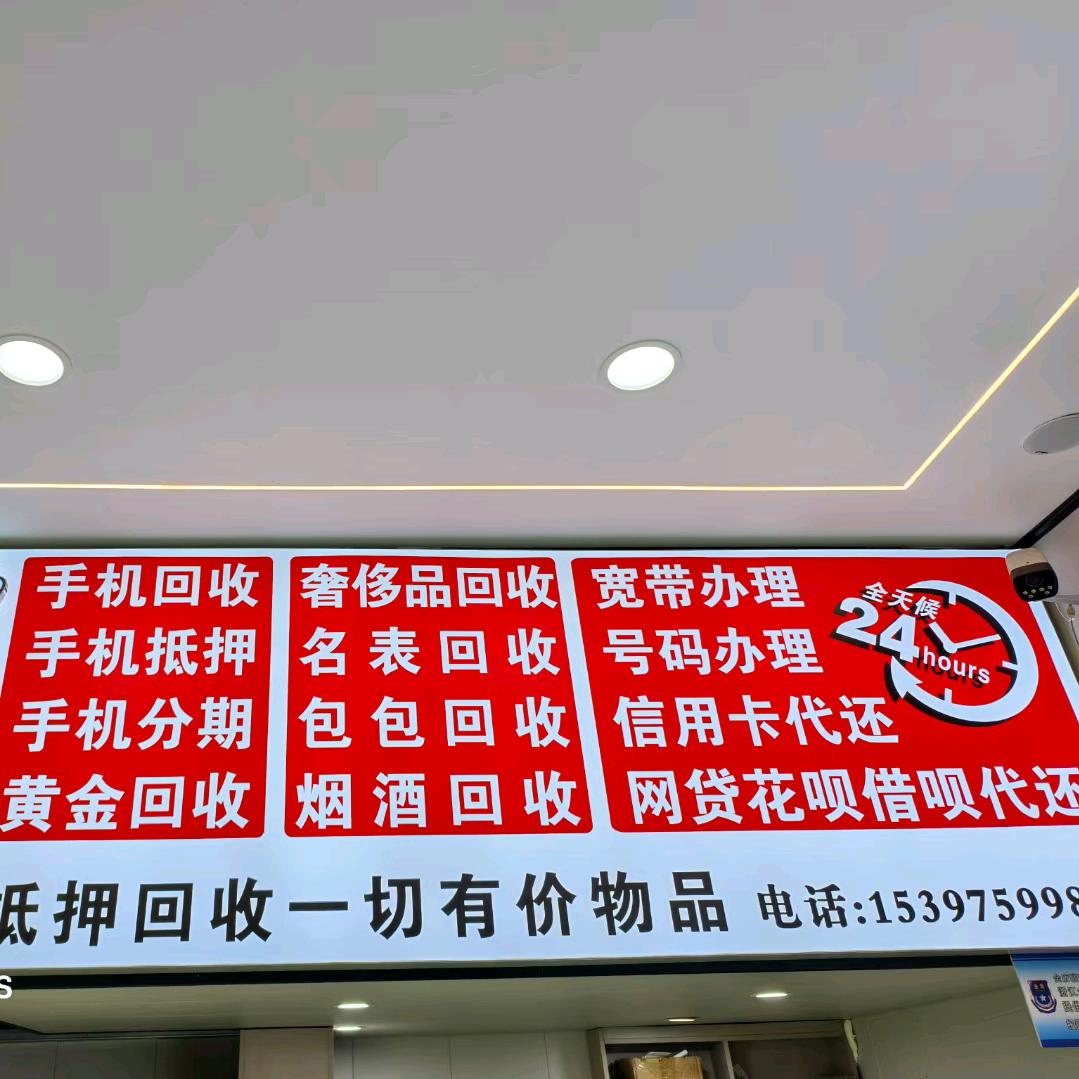 手机回收
手机抵押
手机分期
黄金回收
奢侈品回收
名表回收
包包回收
烟酒回收
宽带办理
号码办理
信用卡代还
网贷花呗借呗代还
全天候
24hours
抵押回收一切有价物品
电话:153975998